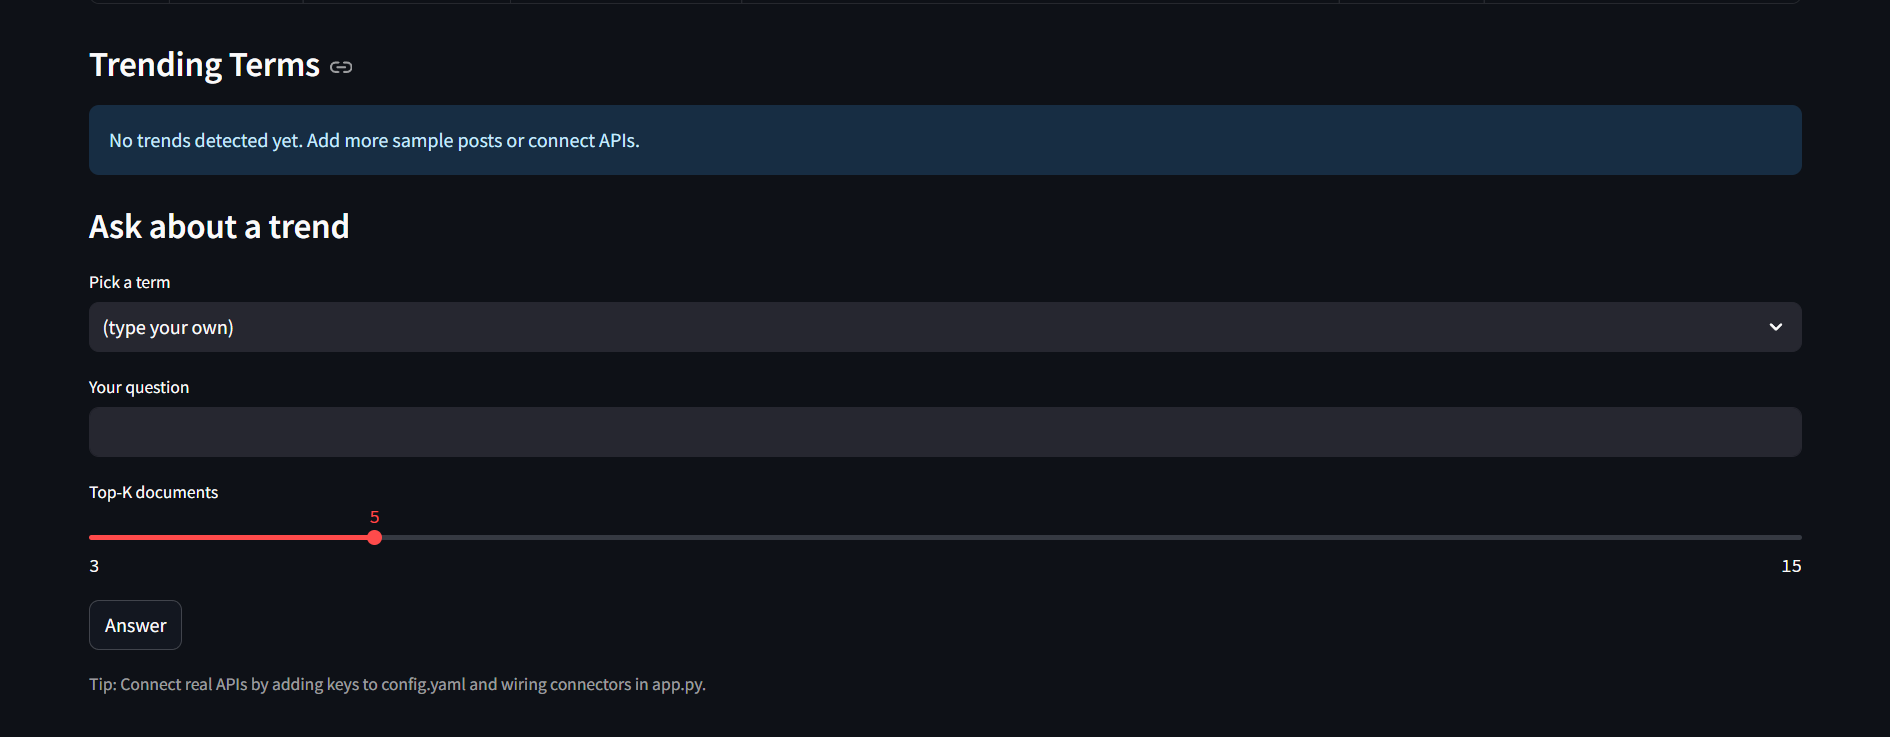 Trending Terms
No trends detected yet. Add more sample posts or connect APIs.
Ask about a trend
Pick a term
(type your own)
Your question
Top-K documents
5
3
15
Answer
Tip: Connect real APIs by adding keys to config.yaml and wiring connectors in app.py.